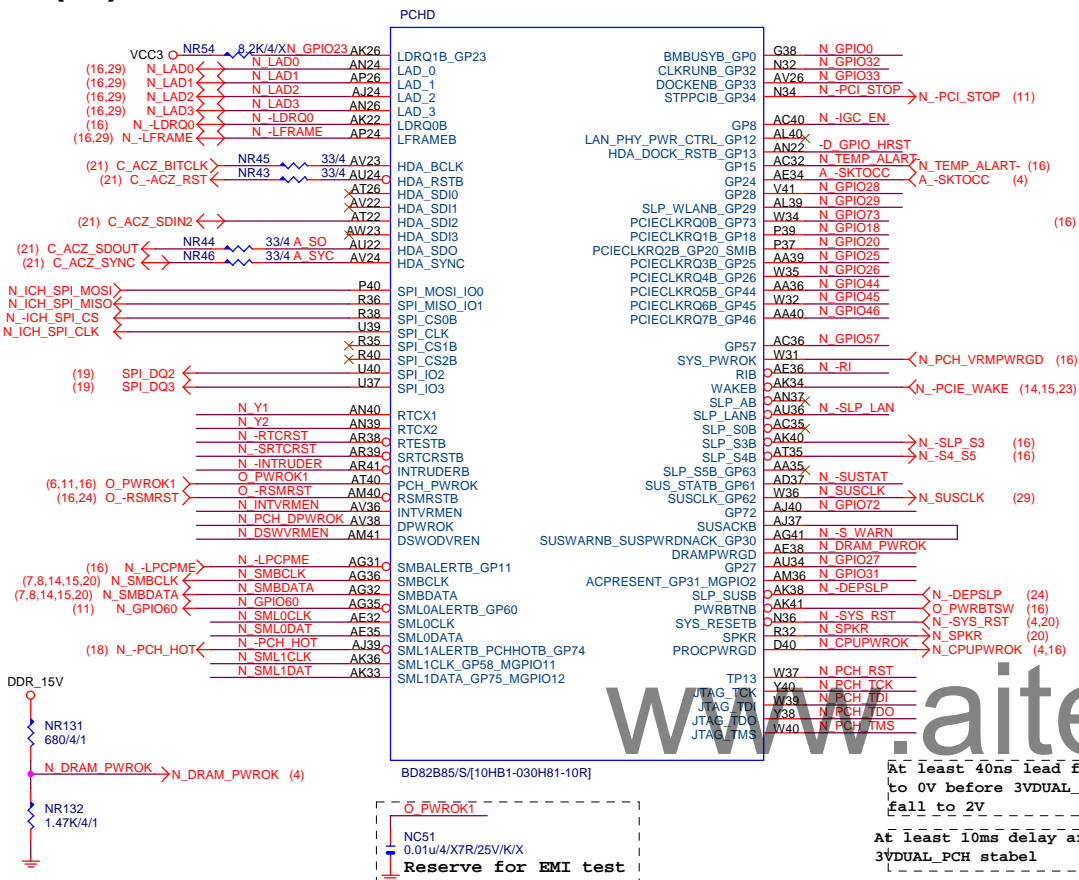 PCHD
VCC3 NR54 8.2K/4/X N_GPIO23 AK26 LDRQ1B_GP23
(16,29) N_LAD0 N_LAD0 AN24 LAD_0
(16,29) N_LAD1 N_LAD1 AP26 LAD_1
(16,29) N_LAD2 N_LAD2 AJ24 LAD_2
(16,29) N_LAD3 N_LAD3 AN26 LAD_3
(16) N_-LDRQ0 N_-LDRQ0 AK22 LDRQ0B
(16,29) N_-LFRAME N_-LFRAME AP24 LFRAMEB
(21) C_ACZ_BITCLK NR45 33/4 AV23 HDA_BCLK
(21) C_-ACZ_RST NR43 33/4 AU24 HDA_RSTB
AT26 HDA_SDI0
AV22 HDA_SDI1
(21) C_ACZ_SDIN2 AT22 HDA_SDI2
AW23 HDA_SDI3
(21) C_ACZ_SDOUT NR44 33/4 A_SO AU22 HDA_SDO
(21) C_ACZ_SYNC NR46 33/4 A_SYC AV24 HDA_SYNC
N_ICH_SPI_MOSI P40 SPI_MOSI_IO0
N_ICH_SPI_MISO R36 SPI_MISO_IO1
N_-ICH_SPI_CS R38 SPI_CS0B
N_ICH_SPI_CLK U39 SPI_CLK
R35 SPI_CS1B
R40 SPI_CS2B
(19) SPI_DQ2 U40 SPI_IO2
(19) SPI_DQ3 U37 SPI_IO3
N_Y1 AN40 RTCX1
N_Y2 AN39 RTCX2
N_-RTCRST AR38 RTESTB
N_-SRTCRST AR39 SRTCRSTB
N_-INTRUDER AR41 INTRUDERB
(6,11,16) O_PWROK1 O_PWROK1 AT40 PCH_PWROK
(16,24) O_-RSMRST O_-RSMRST AM40 RSMRSTB
N_INTVRMEN AV36 INTVRMEN
N_PCH_DPWROK AV38 DPWROK
N_DSWVRMEN AM41 DSWODVREN
(16) N_-LPCPME N_-LPCPME AG31 SMBALERTB_GP11
(7,8,14,15,20) N_SMBCLK N_SMBCLK AG36 SMBCLK
(7,8,14,15,20) N_SMBDATA N_SMBDATA AG32 SMBDATA
(11) N_GPIO60 N_GPIO60 AG35 SML0ALERTB_GP60
N_SML0CLK AE32 SML0CLK
N_SML0DAT AE35 SML0DATA
(18) N_-PCH_HOT N_-PCH_HOT AJ39 SML1ALERTB_PCHHOTB_GP74
N_SML1CLK AK36 SML1CLK_GP58_MGPIO11
N_SML1DAT AK33 SML1DATA_GP75_MGPIO12
BMBUSYB_GP0 G38 N_GPIO0
CLKRUNB_GP32 N32 N_GPIO32
DOCKENB_GP33 AV26 N_GPIO33
STPPCIB_GP34 N34 N_-PCI_STOP N_-PCI_STOP (11)
GP8 AC40 N_-IGC_EN
LAN_PHY_PWR_CTRL_GP12 AL40
HDA_DOCK_RSTB_GP13 AN22 -D_GPIO_HRST
GP15 AC32 N_TEMP_ALART- N_TEMP_ALART- (16)
GP24 AE34 A_-SKTOCC A_-SKTOCC (4)
GP28 V41 N_GPIO28
SLP_WLANB_GP29 AL39 N_GPIO29
PCIECLKRQ0B_GP73 W34 N_GPIO73
(16)
PCIECLKRQ1B_GP18 P39 N_GPIO18
PCIECLKRQ2B_GP20_SMIB P37 N_GPIO20
PCIECLKRQ3B_GP25 AA39 N_GPIO25
PCIECLKRQ4B_GP26 W35 N_GPIO26
PCIECLKRQ5B_GP44 AA36 N_GPIO44
PCIECLKRQ6B_GP45 W32 N_GPIO45
PCIECLKRQ7B_GP46 AA40 N_GPIO46
GP57 AC36 N_GPIO57
SYS_PWROK W31 N_PCH_VRMPWRGD (16)
RIB AE36 N_-RI
WAKEB AK34 N_-PCIE_WAKE (14,15,23)
SLP_AB AN37
SLP_LANB AU36 N_-SLP_LAN
SLP_S0B AC35
SLP_S3B AK40 N_-SLP_S3 (16)
SLP_S4B AT35 N_-S4_S5 (16)
SLP_S5B_GP63 AA35
SUS_STATB_GP61 AD37 N_-SUSTAT
SUSCLK_GP62 W36 N_SUSCLK N_SUSCLK (29)
GP72 AJ40 N_GPIO72
SUSACKB AJ37
SUSWARNB_SUSPWRDNACK_GP30 AG41 N_-S_WARN
DRAMPWRGD AE38 N_DRAM_PWROK
GP27 AU34 N_GPIO27
ACPRESENT_GP31_MGPIO2 AM36 N_GPIO31
SLP_SUSB AK38 N_-DEPSLP N_-DEPSLP (24)
PWRBTNB AK41 O_PWRBTSW (16)
SYS_RESETB N36 N_-SYS_RST N_-SYS_RST (4,20)
SPKR R32 N_SPKR N_SPKR (20)
PROCPWRGD D40 N_CPUPWROK N_CPUPWROK (4,16)
TP13 W37 N_PCH_RST
JTAG_TCK Y40 N_PCH_TCK
JTAG_TDI W39 N_PCH_TDI
JTAG_TDO Y38 N_PCH_TDO
JTAG_TMS W40 N_PCH_TMS
BD82B85/S/[10HB1-030H81-10R]
DDR_15V
NR131
680/4/1
N_DRAM_PWROK N_DRAM_PWROK (4)
NR132
1.47K/4/1
O_PWROK1
NC51
0.01u/4/X7R/25V/K/X
Reserve for EMI test
www.aite
At least 40ns lead
to 0V before 3VDUAL_
fall to 2V
At least 10ms delay
3VDUAL_PCH stabel